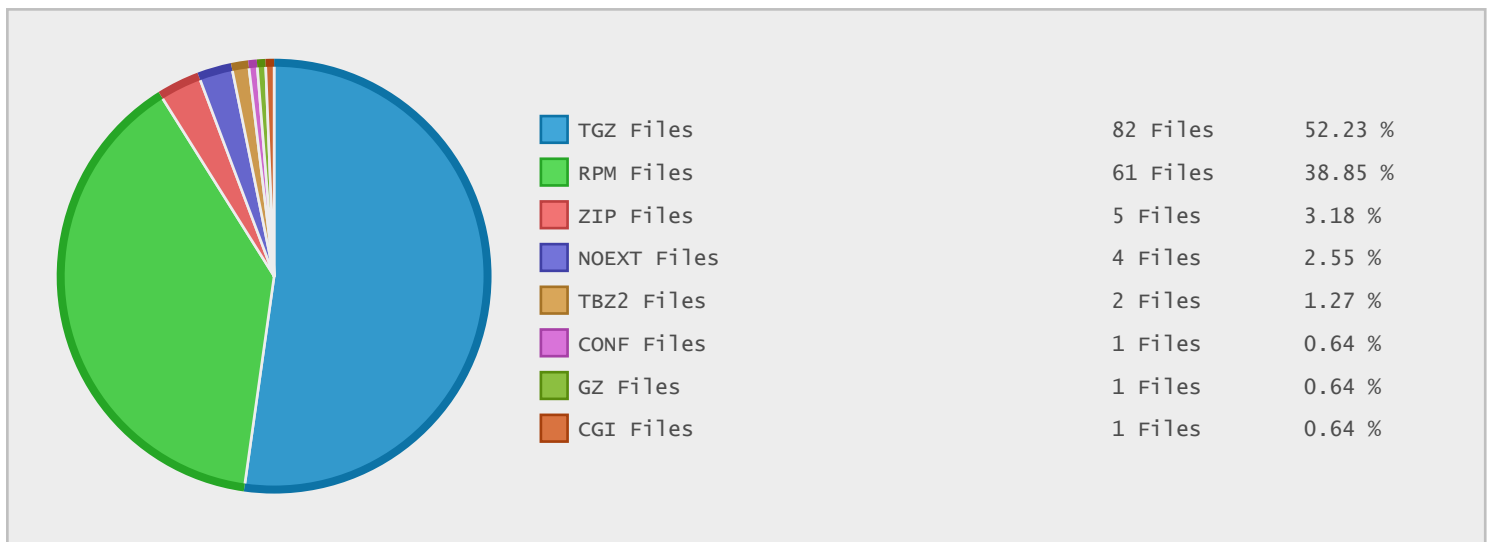 TGZ Files 82 Files 52.23 %
RPM Files 61 Files 38.85 %
ZIP Files 5 Files 3.18 %
NOEXT Files 4 Files 2.55 %
TBZ2 Files 2 Files 1.27 %
CONF Files 1 Files 0.64 %
GZ Files 1 Files 0.64 %
CGI Files 1 Files 0.64 %